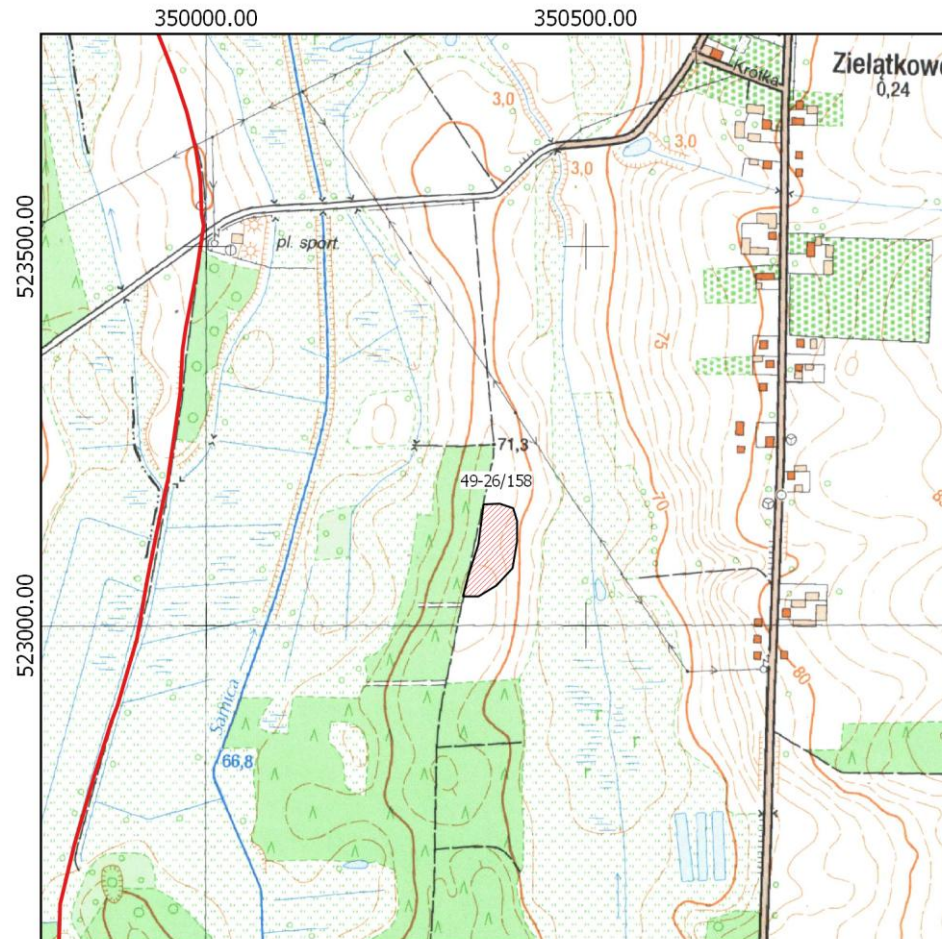 350000.00
350500.00
523500.00
523000.00
Zielątkowo
0,24
Krótka
3,0
3,0
3,0
pl. sport.
75
71,3
49-26/158
70
Samica
66,8
80
r
r
r
r